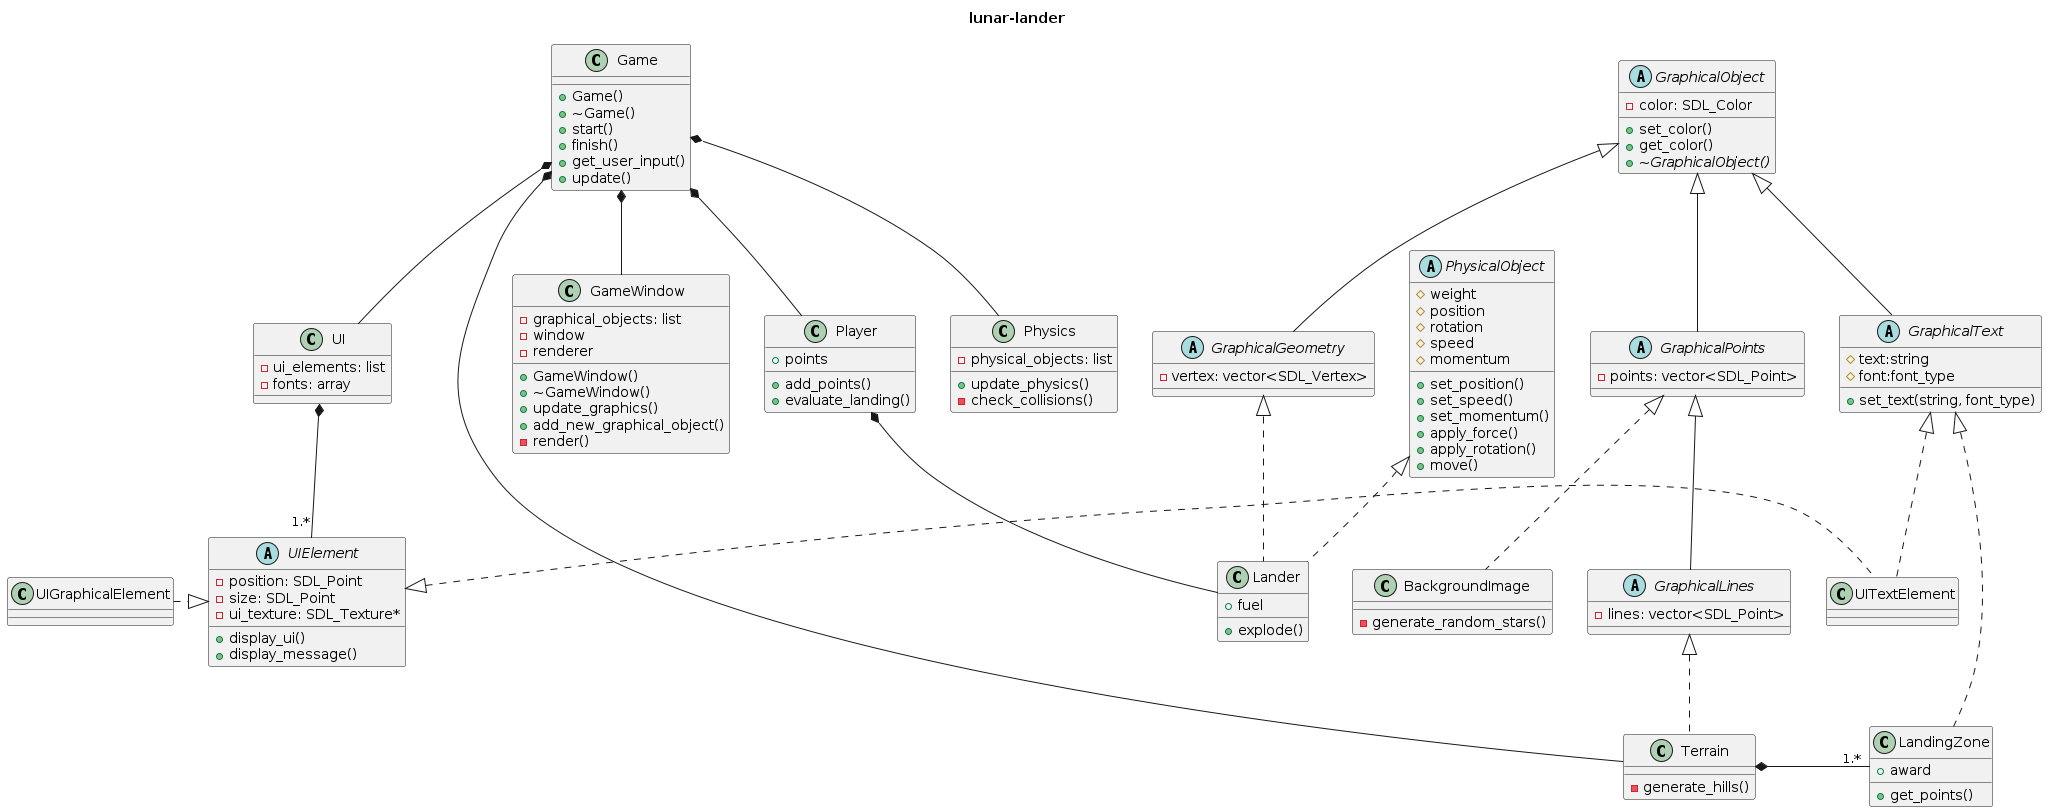 lunar-lander
C Game
Game()
~Game()
start()
finish()
get_user_input()
update()
A GraphicalObject
color: SDL_Color
set_color()
get_color()
~GraphicalObject()
C UI
ui_elements: list
fonts: array
C GameWindow
graphical_objects: list
window
renderer
GameWindow()
~GameWindow()
update_graphics()
add_new_graphical_object()
render()
C Player
points
add_points()
evaluate_landing()
C Physics
physical_objects: list
update_physics()
check_collisions()
A GraphicalGeometry
vertex: vector<SDL_Vertex>
A PhysicalObject
weight
position
rotation
speed
momentum
set_position()
set_speed()
set_momentum()
apply_force()
apply_rotation()
move()
A GraphicalPoints
points: vector<SDL_Point>
A GraphicalText
text:string
font:font_type
set_text(string, font_type)
1.*
C UIGraphicalElement
A UIElement
position: SDL_Point
size: SDL_Point
ui_texture: SDL_Texture*
display_ui()
display_message()
C Lander
fuel
explode()
C BackgroundImage
generate_random_stars()
A GraphicalLines
lines: vector<SDL_Point>
C UITextElement
C Terrain
generate_hills()
1.*
C LandingZone
award
get_points()